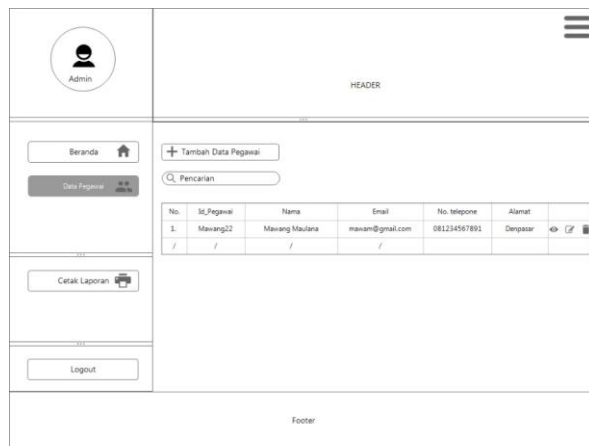 Admin
HEADER
Beranda
Data Pegawai
Tambah Data Pegawai
Pencarian
No. Id_Pegawai Nama Email No. telepone Alamat
1. Mawang22 Mawang Maulana mawam@gmail.com 081234567891 Denpasar
/ / / /
Cetak Laporan
Logout
Footer